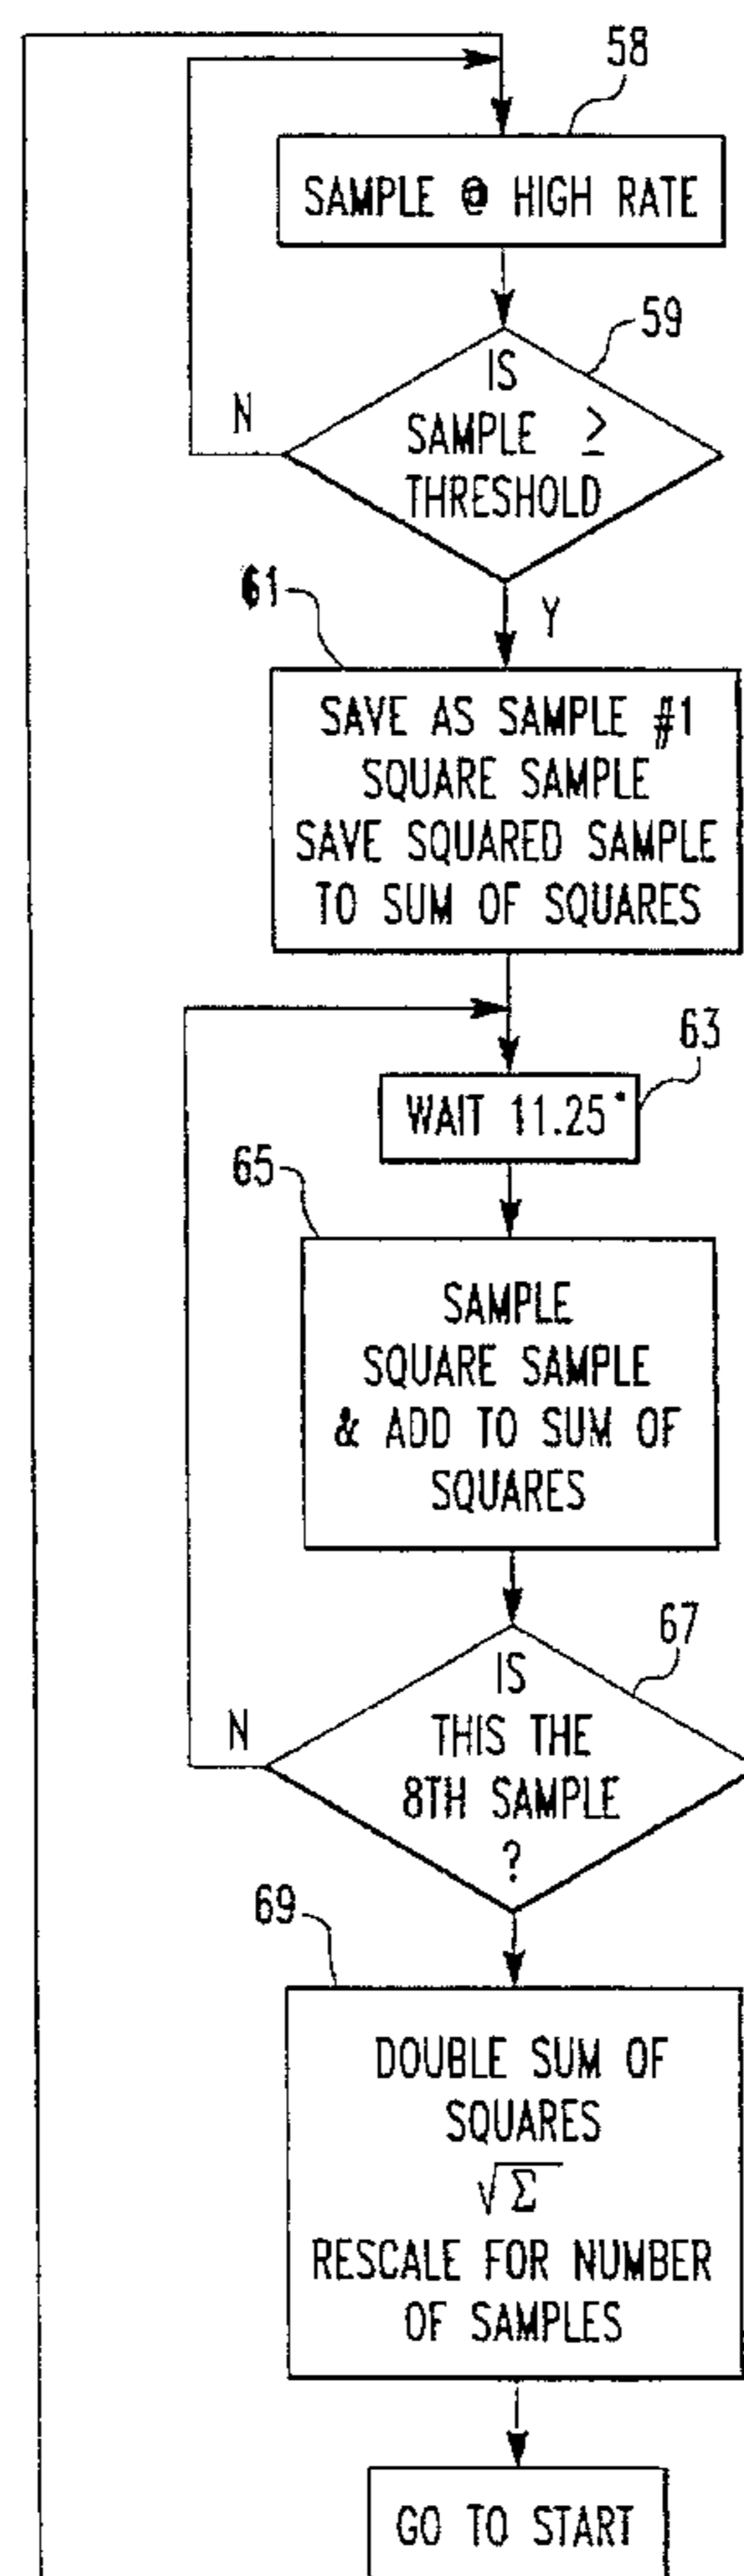 58
SAMPLE @ HIGH RATE
59
IS
SAMPLE ≥
THRESHOLD
N
Y
61
SAVE AS SAMPLE #1
SQUARE SAMPLE
SAVE SQUARED SAMPLE
TO SUM OF SQUARES
63
WAIT 11.25°
65
SAMPLE
SQUARE SAMPLE
& ADD TO SUM OF
SQUARES
67
IS
THIS THE
8TH SAMPLE
?
N
69
DOUBLE SUM OF
SQUARES
√Σ
RESCALE FOR NUMBER
OF SAMPLES
GO TO START